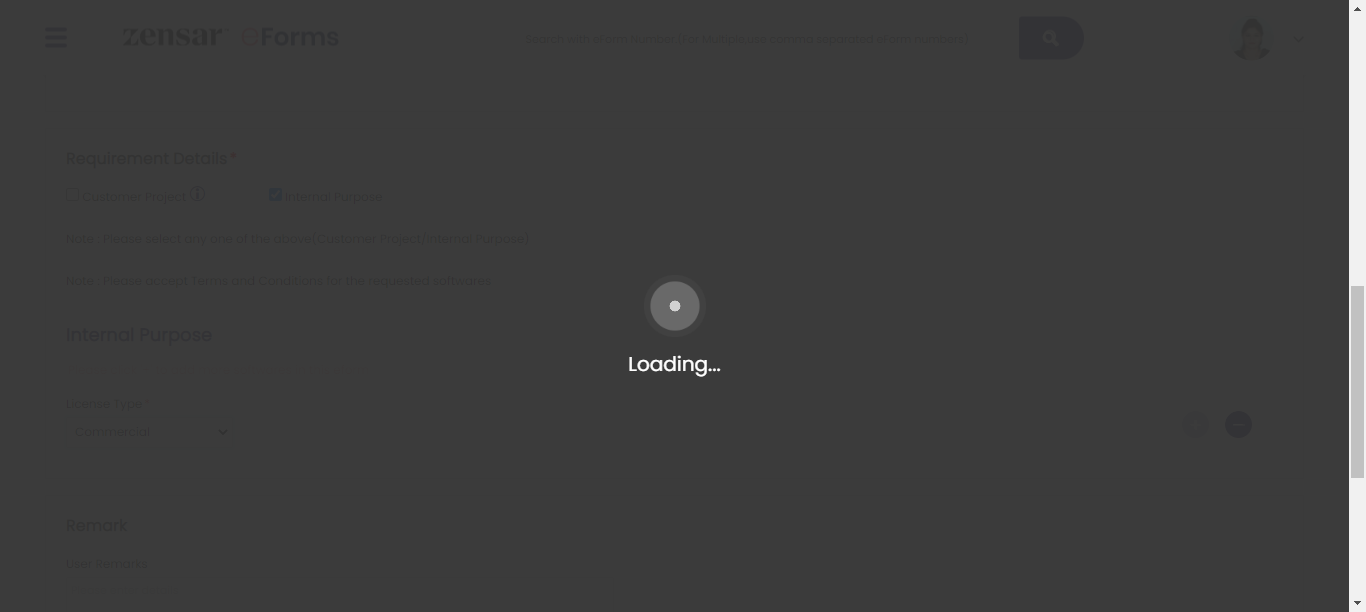 zensar eForms
Requirement Details *
Customer Project
Internal Purpose
Note : Please select any one of the above(Customer Project/Internal Purpose)
Note : Please accept Terms and Conditions for the requested softwares.
Internal Purpose
Loading...
License Type *
Commercial
Remark
User Remarks